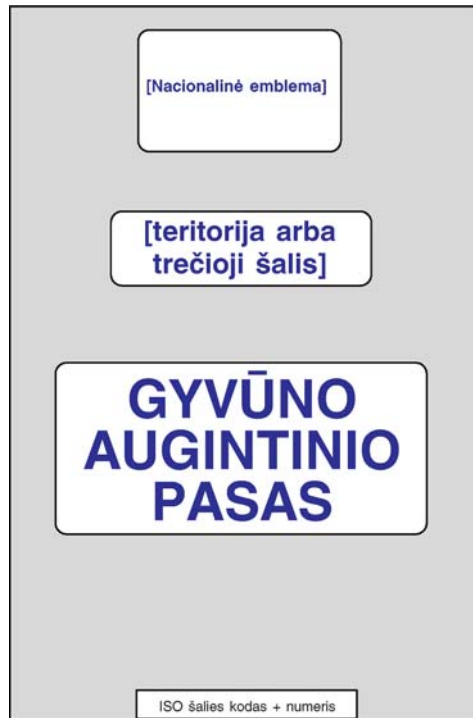 [Nacionalinė emblema]
[teritorija arba
trečioji šalis]
GYVŪNO
AUGINTINIO
PASAS
ISO šalies kodas + numeris